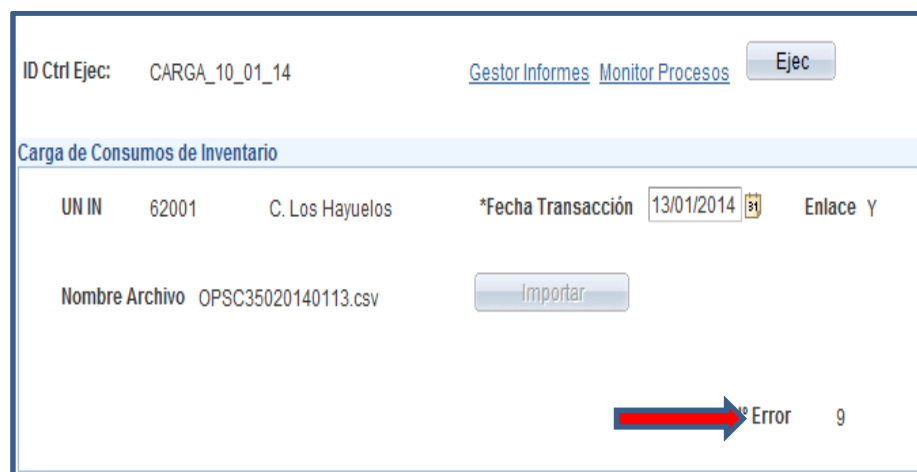 ID Ctrl Ejec: CARGA_10_01_14 Gestor Informes Monitor Procesos Ejec
Carga de Consumos de Inventario
UN IN 62001 C. Los Hayuelos *Fecha Transacción 13/01/2014 31 Enlace Y
Nombre Archivo OPSC35020140113.csv Importar
Error 9